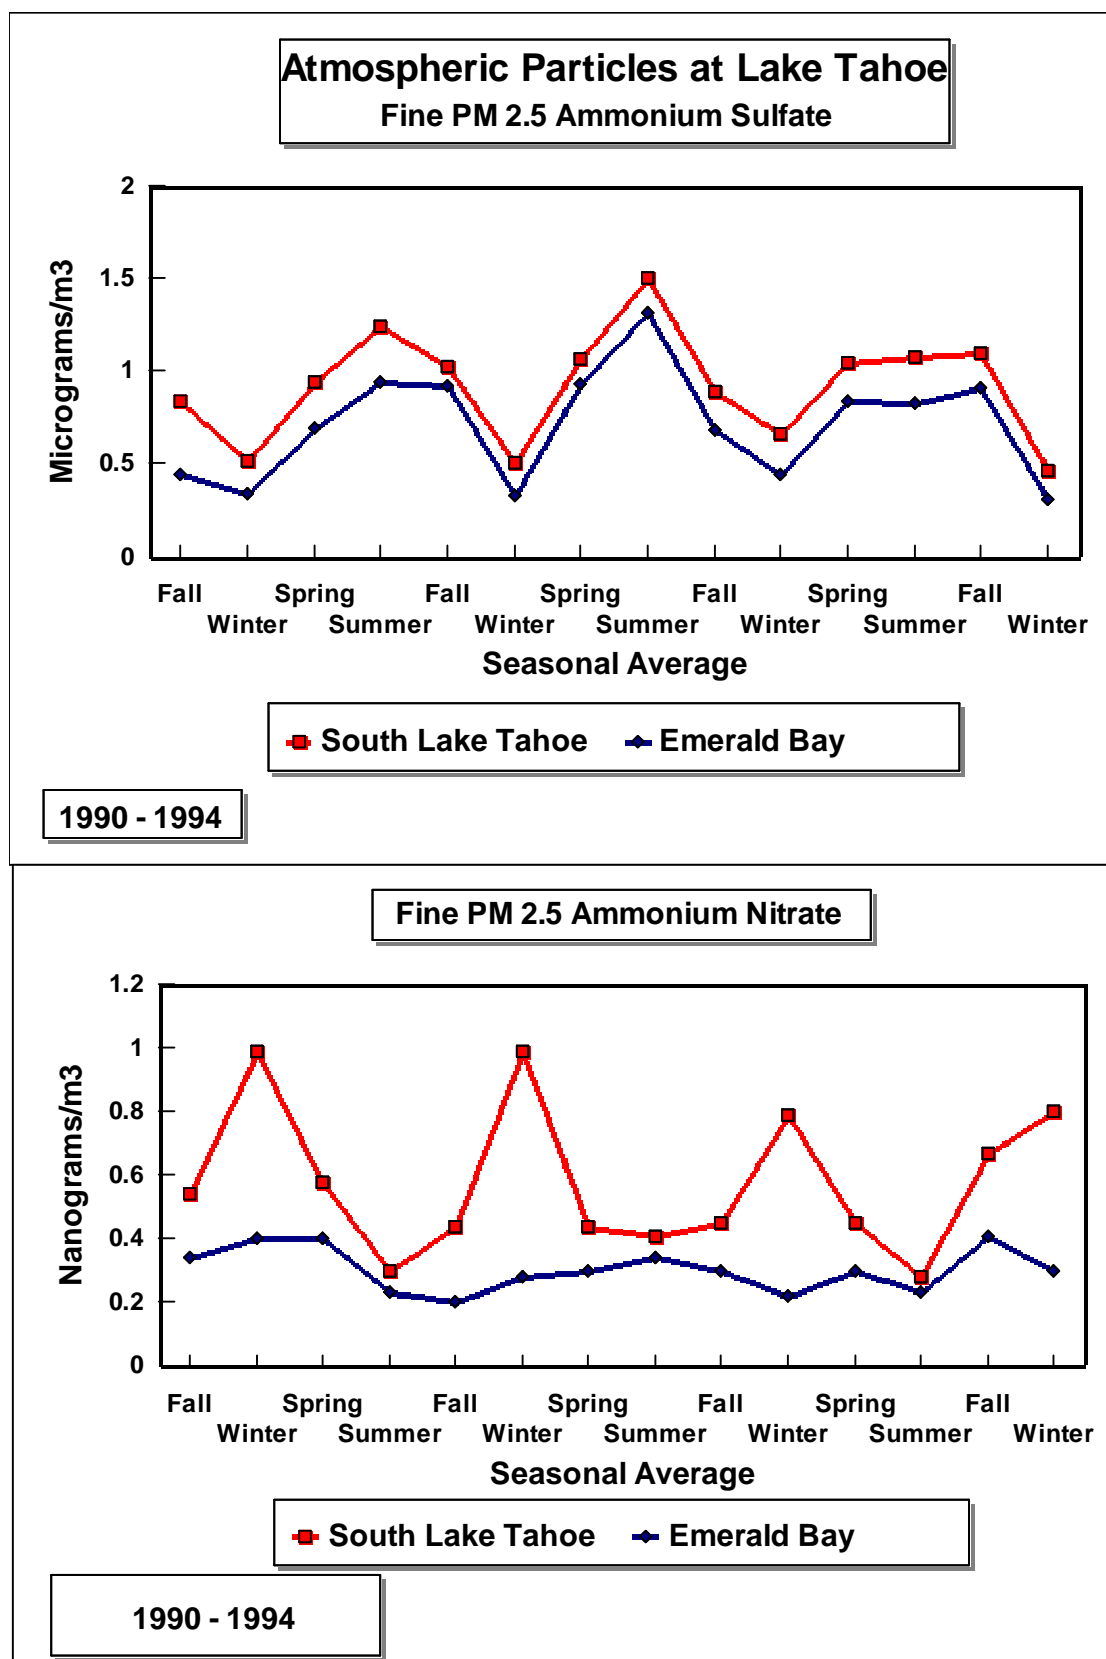 Atmospheric Particles at Lake Tahoe
Fine PM 2.5 Ammonium Sulfate
2
1.5
1
0.5
0
Micrograms/m3
Fall Spring Fall Spring Fall Spring Fall
Winter Summer Winter Summer Winter Summer Winter
Seasonal Average
South Lake Tahoe Emerald Bay
1990 - 1994
Fine PM 2.5 Ammonium Nitrate
1.2
1
0.8
0.6
0.4
0.2
0
Nanograms/m3
Fall Spring Fall Spring Fall Spring Fall
Winter Summer Winter Summer Winter Summer Winter
Seasonal Average
South Lake Tahoe Emerald Bay
1990 - 1994